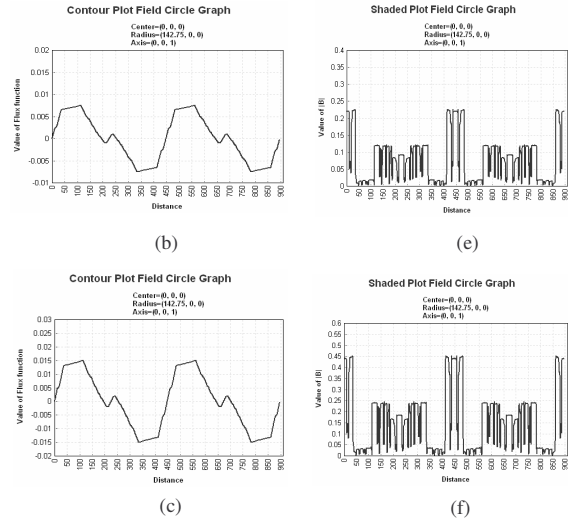 Contour Plot Field Circle Graph
Center=(0, 0, 0)
Radius=(142.75, 0, 0)
Axis=(0, 0, 1)
Value of Flux function
0.02
0.015
0.01
0.005
0
-0.005
-0.01
0 50 100 150 200 250 300 350 400 450 500 550 600 650 700 750 800 850 900
Distance
(b)
Shaded Plot Field Circle Graph
Center=(0, 0, 0)
Radius=(142.75, 0, 0)
Axis=(0, 0, 1)
Value of |B|
0.4
0.35
0.3
0.25
0.2
0.15
0.1
0.05
0
0 50 100 150 200 250 300 350 400 450 500 550 600 650 700 750 800 850 900
Distance
(e)
Contour Plot Field Circle Graph
Center=(0, 0, 0)
Radius=(142.75, 0, 0)
Axis=(0, 0, 1)
Value of Flux function
0.03
0.025
0.02
0.015
0.01
0.005
0
-0.005
-0.01
-0.015
-0.02
0 50 100 150 200 250 300 350 400 450 500 550 600 650 700 750 800 850 900
Distance
(c)
Shaded Plot Field Circle Graph
Center=(0, 0, 0)
Radius=(142.75, 0, 0)
Axis=(0, 0, 1)
Value of |B|
0.6
0.55
0.5
0.45
0.4
0.35
0.3
0.25
0.2
0.15
0.1
0.05
0
0 50 100 150 200 250 300 350 400 450 500 550 600 650 700 750 800 850 900
Distance
(f)